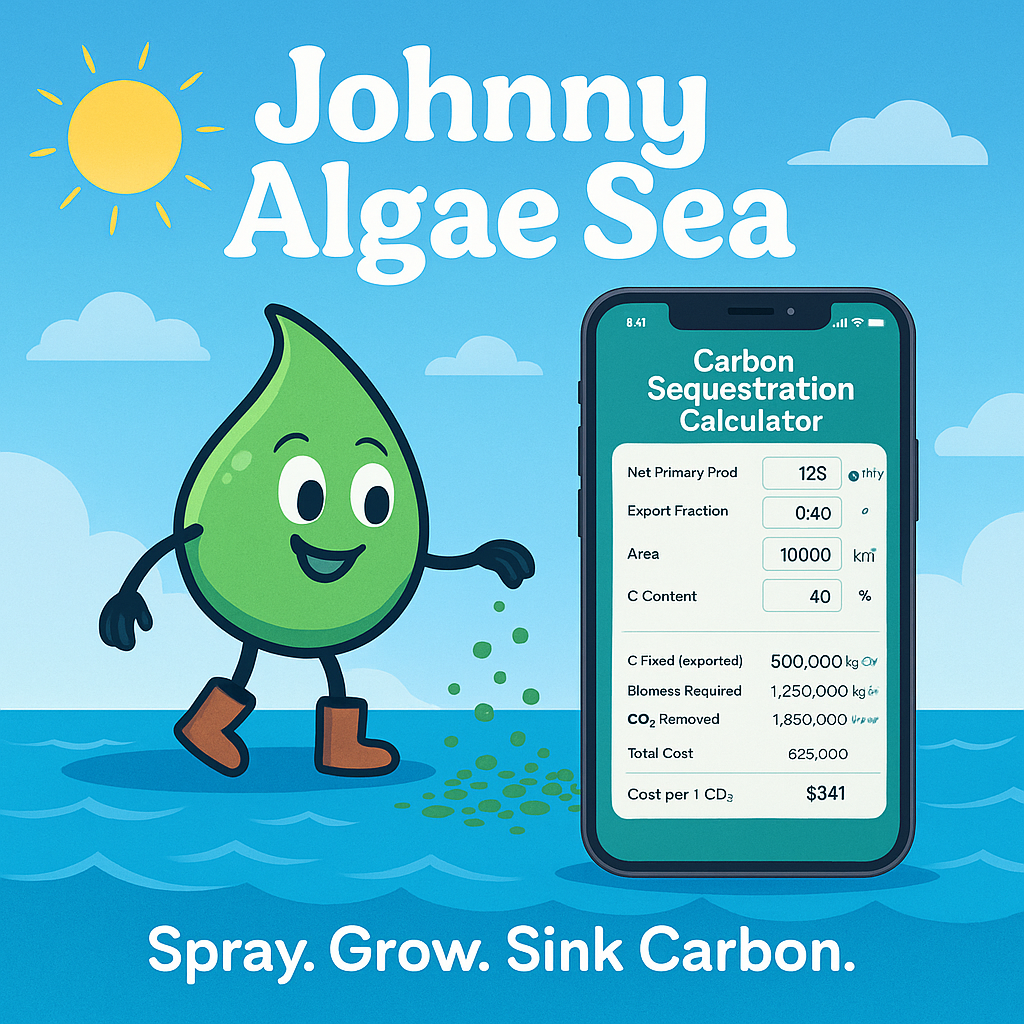 Johnny
Algae Sea
8.41
Carbon
Sequestration
Calculator
Net Primary Prod 12S
Export Fraction 0:40
Area 10000 km
C Content 40 %
C Fixed (exported) 500,000 kg
Biomess Required 1,250,000 kg
CO₂ Removed 1,850,000
Total Cost 625,000
Cost per 1 CD₃ $341
Spray. Grow. Sink Carbon.